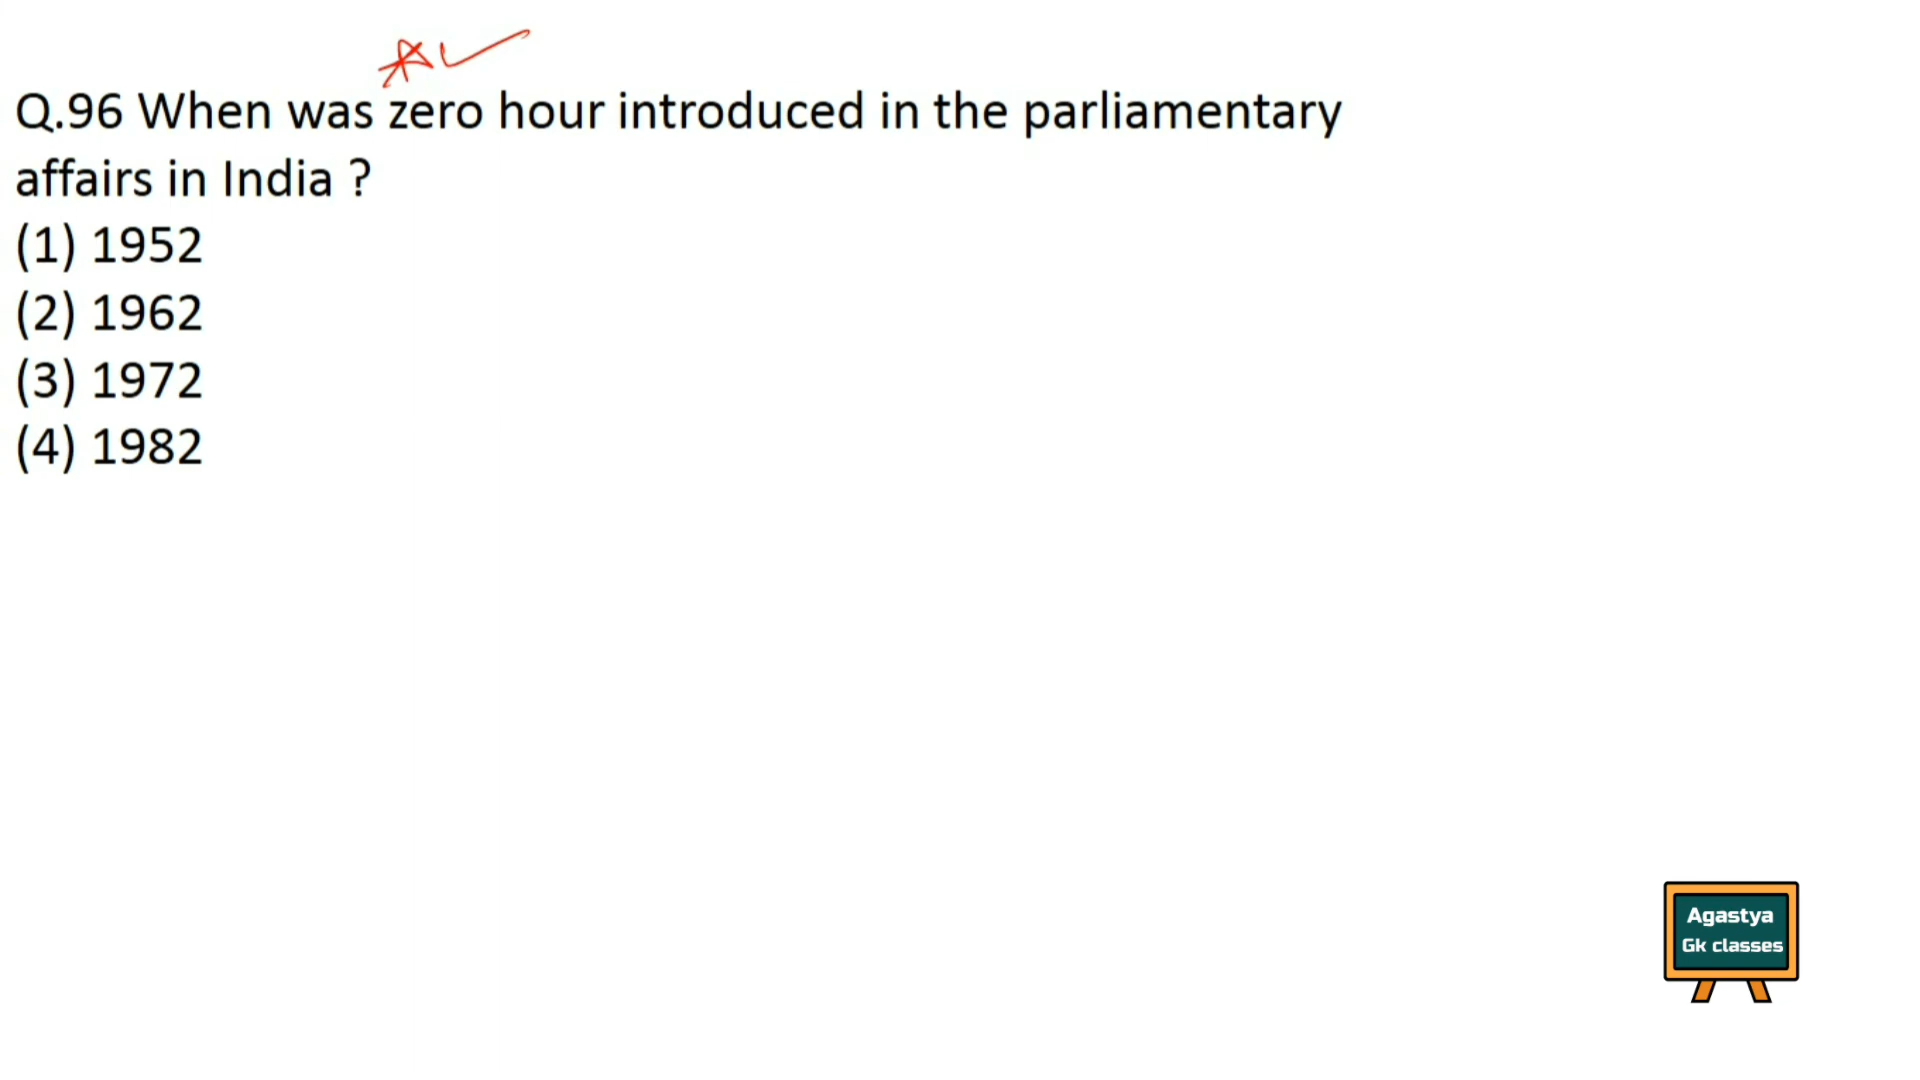 Q.96 When was zero hour introduced in the parliamentary
affairs in India ?
(1) 1952
(2) 1962
(3) 1972
(4) 1982
Agastya
Gk classes